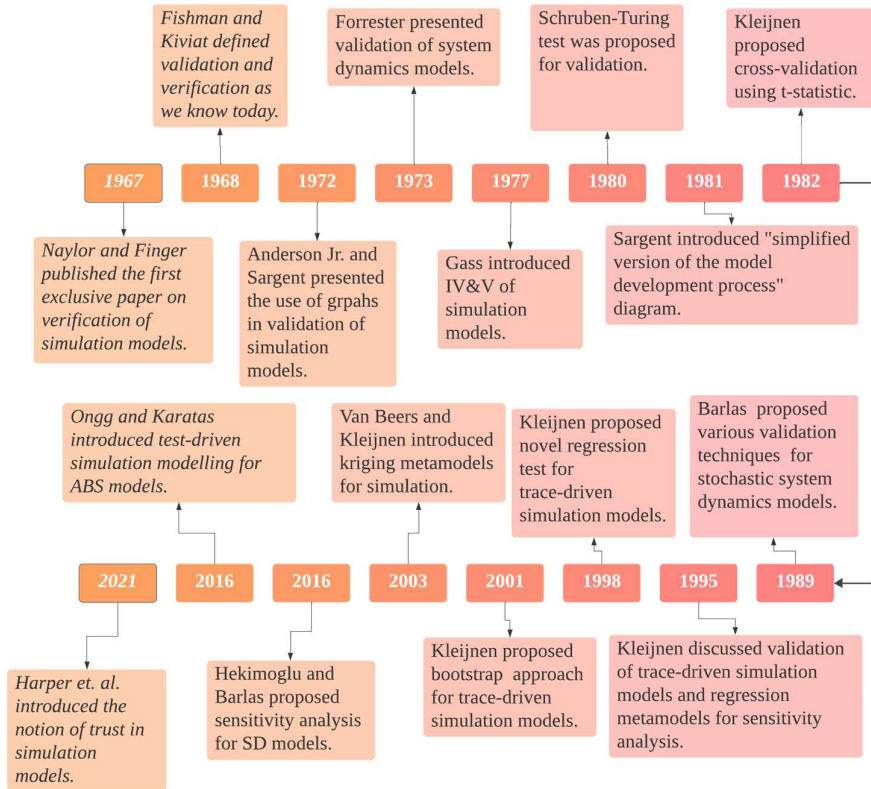 Fishman and
Kiviat defined
validation and
verification as
we know today.
Forrester presented
validation of system
dynamics models.
Schruben-Turing
test was proposed
for validation.
Kleijnen
proposed
cross-validation
using t-statistic.
1967
1968
1972
1973
1977
1980
1981
1982
Naylor and Finger
published the first
exclusive paper on
verification of
simulation models.
Anderson Jr. and
Sargent presented
the use of grpahs
in validation of
simulation
models.
Gass introduced
IV&V of
simulation
models.
Sargent introduced "simplified
version of the model
development process"
diagram.
Ongg and Karatas
introduced test-driven
simulation modelling for
ABS models.
Van Beers and
Kleijnen introduced
kriging metamodels
for simulation.
Kleijnen proposed
novel regression
test for
trace-driven
simulation models.
Barlas proposed
various validation
techniques for
stochastic system
dynamics models.
2021
2016
2016
2003
2001
1998
1995
1989
Harper et. al.
introduced the
notion of trust in
simulation
models.
Hekimoglu and
Barlas proposed
sensitivity analysis
for SD models.
Kleijnen proposed
bootstrap approach
for trace-driven
simulation models.
Kleijnen discussed validation
of trace-driven simulation
models and regression
metamodels for sensitivity
analysis.